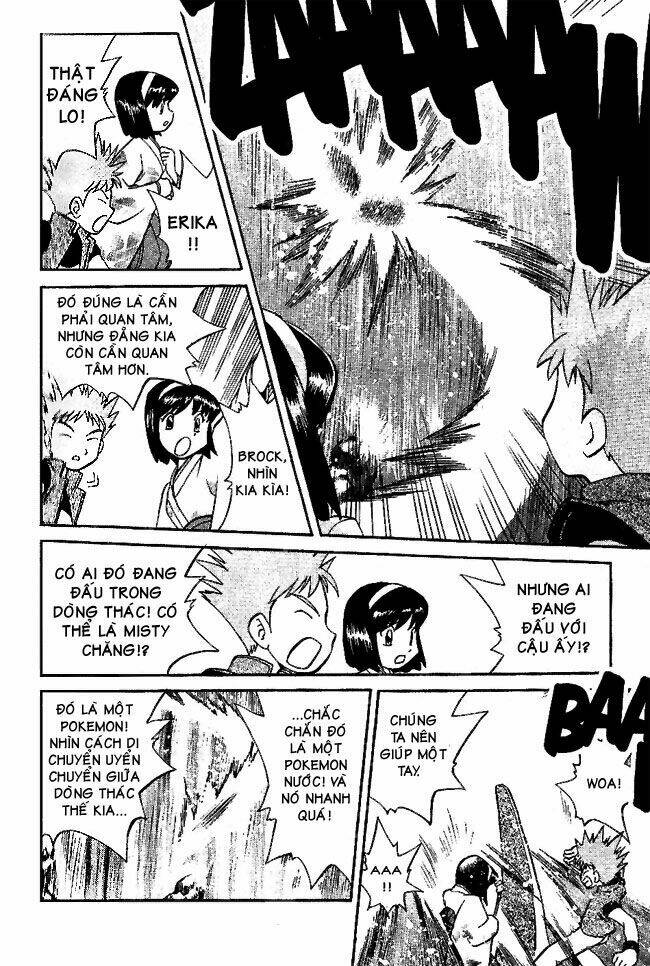 ZAAAAAW
THẬT
ĐÁNG
LO!
ERIKA
!!
ĐÓ ĐÚNG LÀ CẦN
PHẢI QUAN TÂM,
NHƯNG ĐẰNG KIA
CÒN CẦN QUAN
TÂM HƠN.
BROCK,
NHÌN
KIA KÌA!
CÓ AI ĐÓ ĐANG
ĐẤU TRONG
DÒNG THÁC! CÓ
THỂ LÀ MISTY
CHĂNG!?
NHƯNG AI
ĐANG
ĐẤU VỚI
CẬU ẤY!?
ĐÓ LÀ MỘT
POKEMON!
NHÌN CÁCH DI
CHUYỂN UYỂN
CHUYỂN GIỮA
DÒNG THÁC
THẾ KIA...
...CHẮC
CHẮN ĐÓ
LÀ MỘT
POKEMON
NƯỚC! VÀ
NÓ NHANH
QUÁ!
CHÚNG
TA NÊN
GIÚP MỘT
TAY.
BAA
WOA!
AAA
!!